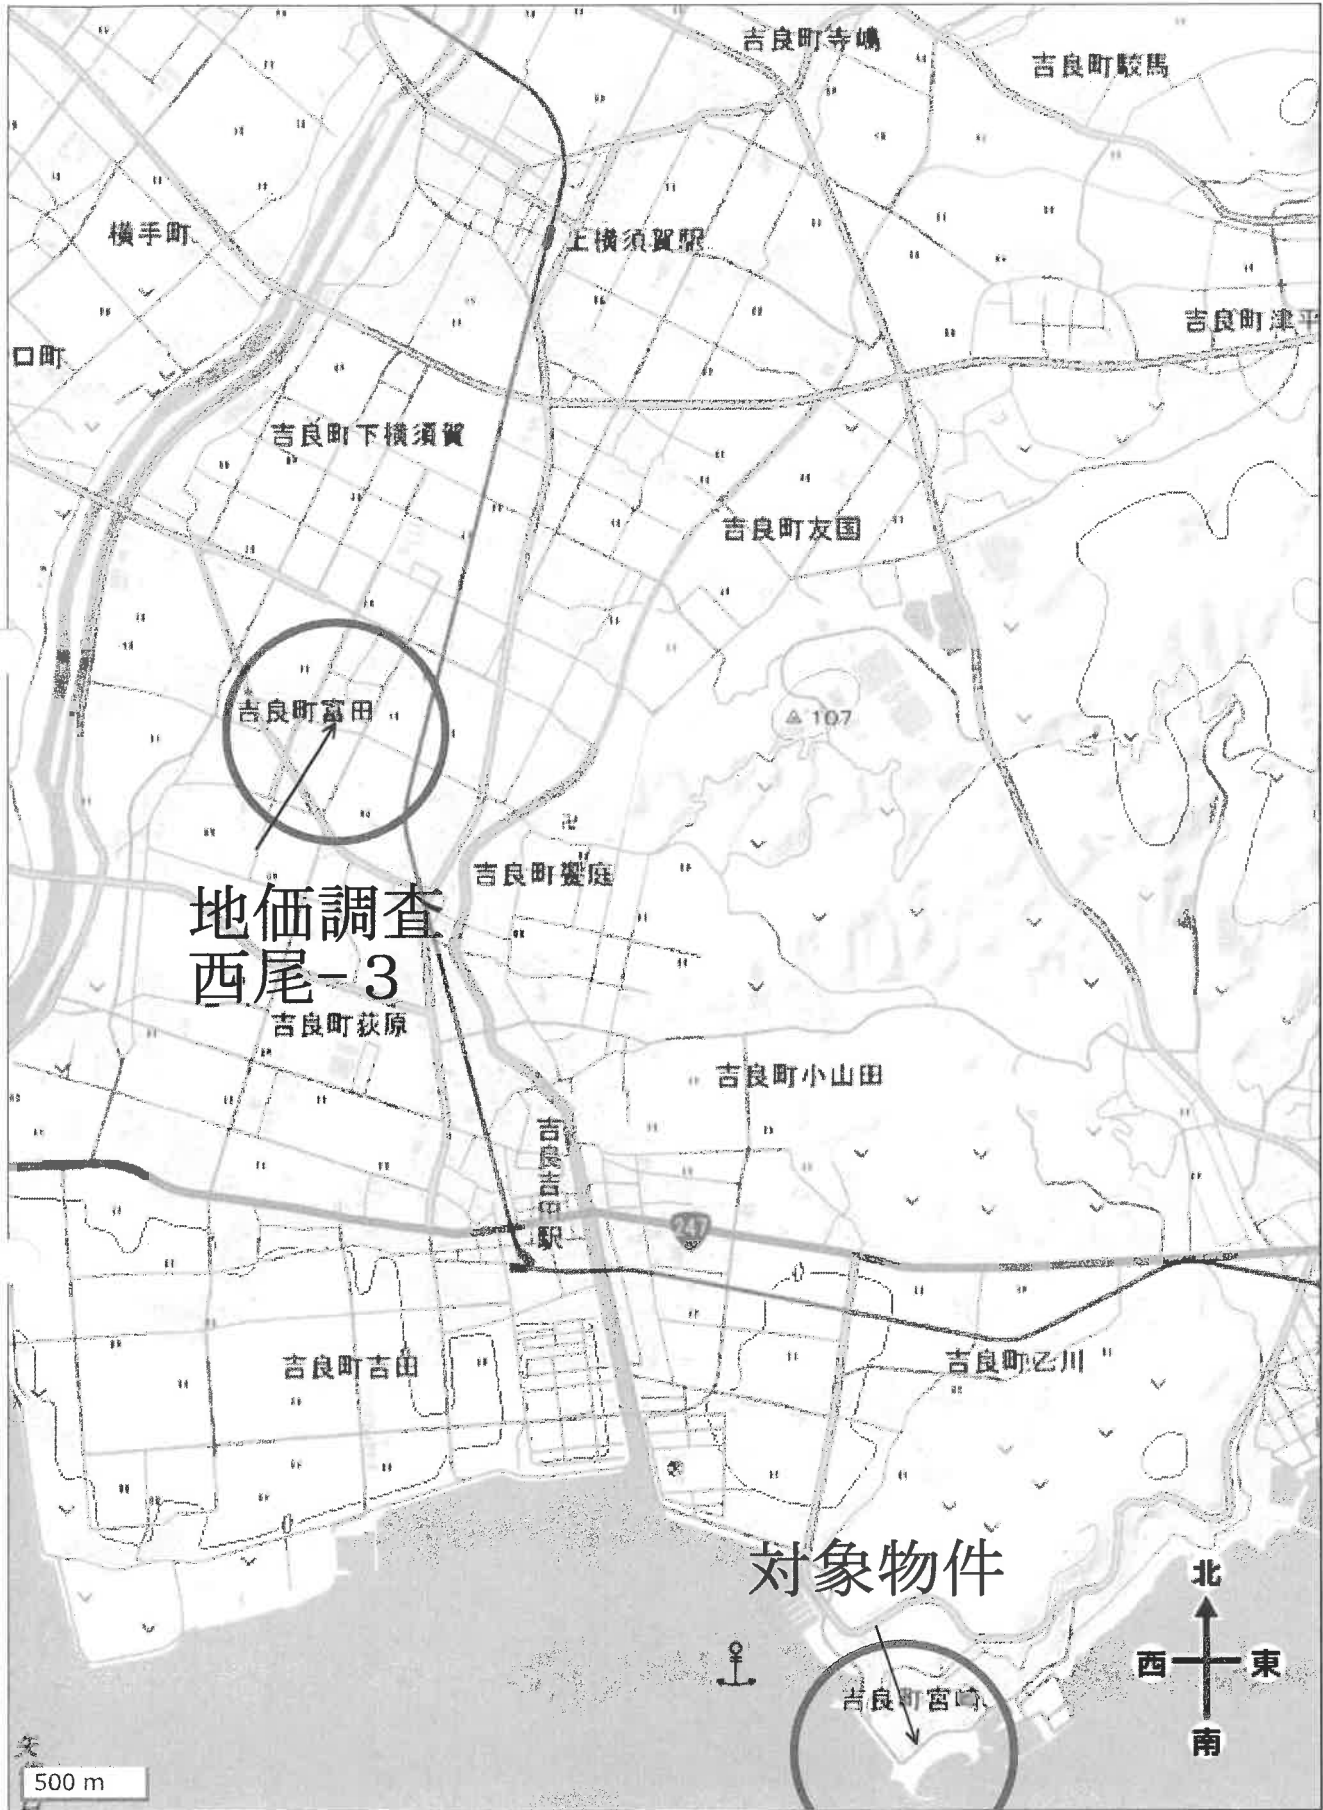 吉良町寺嶋
吉良町駮馬
横手町
上横須賀駅
吉良町津平
口町
吉良町下横須賀
吉良町友国
吉良町富田
107
吉良町饗庭
地価調査
西尾-3
吉良町荻原
吉良町小山田
吉良吉田駅
247
吉良町吉田
吉良町乙川
対象物件
北
西
東
南
吉良町宮崎
500 m